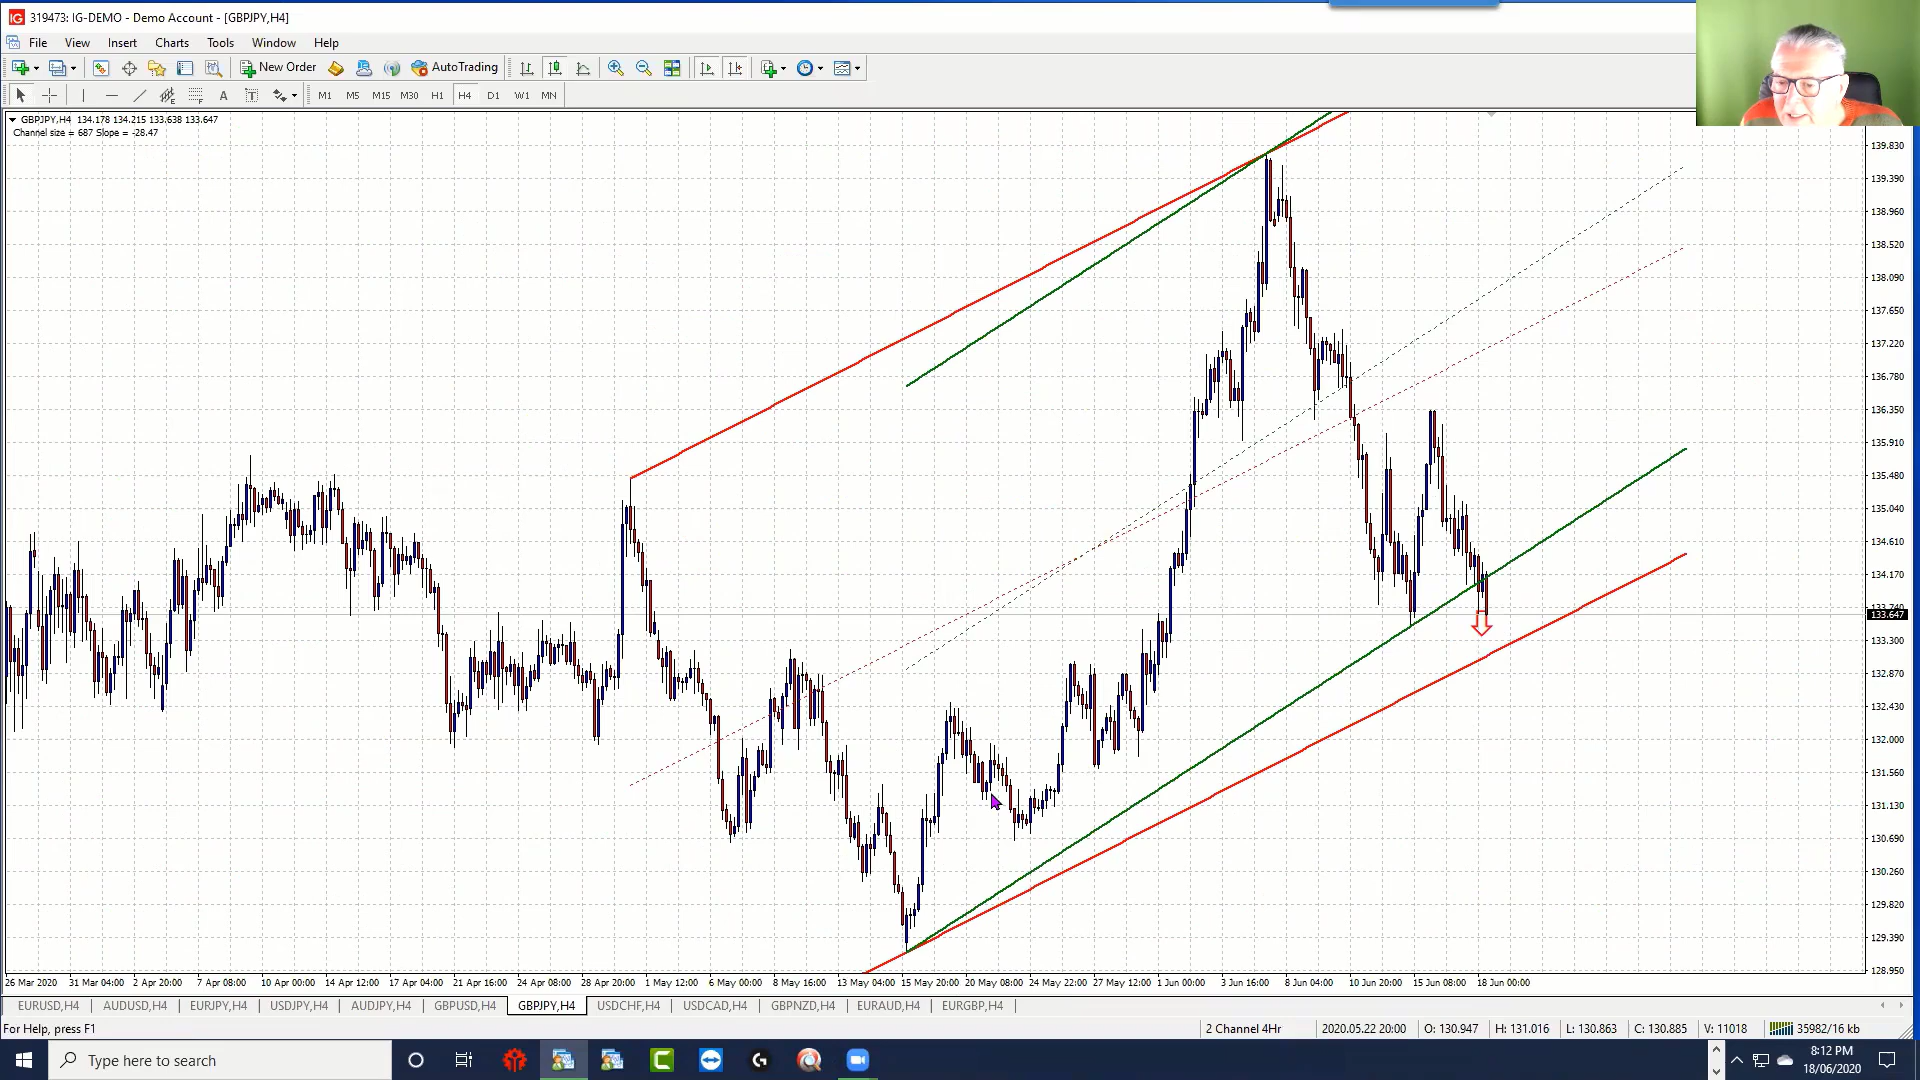 319473: IG-DEMO - Demo Account - [GBPJPY,H4]
File View Insert Charts Tools Window Help
New Order AutoTrading
A T M1 M5 M15 M30 H1 H4 D1 W1 MN
GBPJPY,H4 134.178 134.215 133.638 133.647
Channel size = 687 Slope = -28.47
139.830
139.390
138.960
138.520
138.090
137.650
137.220
136.780
136.350
135.910
135.480
135.040
134.610
134.170
133.740
133.647
133.300
132.870
132.430
132.000
131.560
131.130
130.690
130.260
129.820
129.390
128.950
26 Mar 2020 31 Mar 04:00 2 Apr 20:00 7 Apr 08:00 10 Apr 00:00 14 Apr 12:00 17 Apr 04:00 21 Apr 16:00 24 Apr 08:00 28 Apr 20:00 1 May 12:00 6 May 00:00 8 May 16:00 13 May 04:00 15 May 20:00 20 May 08:00 24 May 22:00 27 May 12:00 1 Jun 00:00 3 Jun 16:00 8 Jun 04:00 10 Jun 20:00 15 Jun 08:00 18 Jun 00:00
EURUSD,H4 AUDUSD,H4 EURJPY,H4 USDJPY,H4 AUDJPY,H4 GBPUSD,H4 GBPJPY,H4 USDCHF,H4 USDCAD,H4 GBPNZD,H4 EURAUD,H4 EURGBP,H4
For Help, press F1 2 Channel 4Hr 2020.05.22 20:00 O: 130.947 H: 131.016 L: 130.863 C: 130.885 V: 11018 35982/16 kb
Type here to search
8:12 PM
18/06/2020